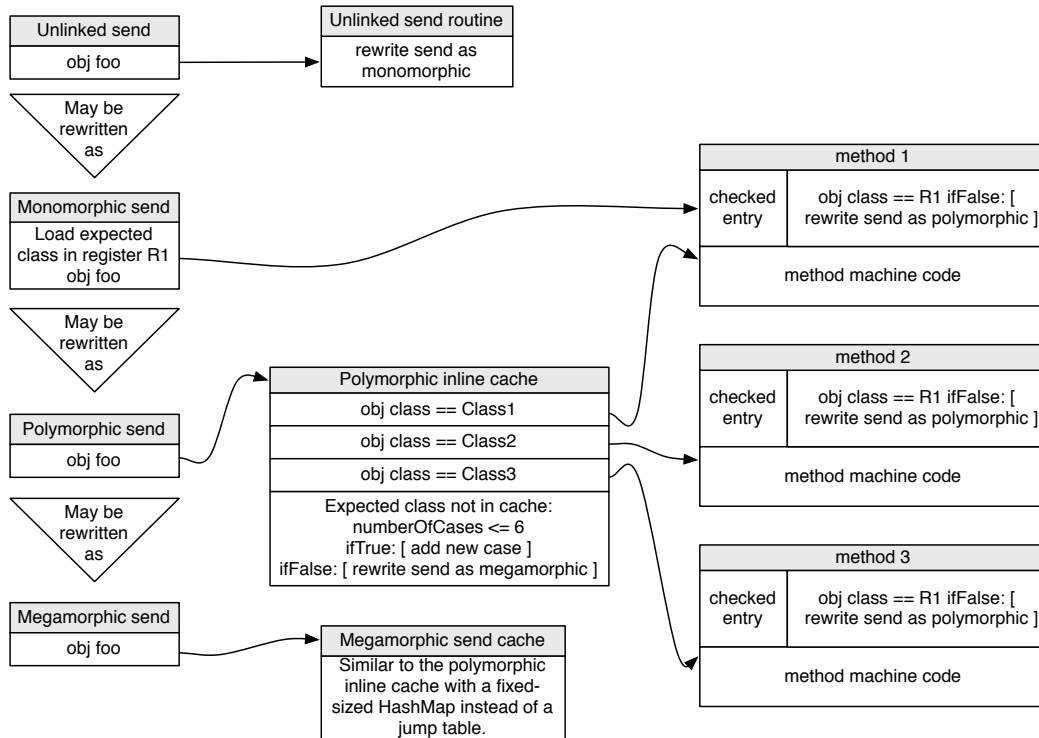 Unlinked send
obj foo
Unlinked send routine
rewrite send as
monomorphic
May be
rewritten
as
Monomorphic send
Load expected
class in register R1
obj foo
method 1
checked
entry
obj class == R1 ifFalse: [
rewrite send as polymorphic ]
method machine code
May be
rewritten
as
method 2
checked
entry
obj class == R1 ifFalse: [
rewrite send as polymorphic ]
method machine code
Polymorphic send
obj foo
Polymorphic inline cache
obj class == Class1
obj class == Class2
obj class == Class3
Expected class not in cache:
numberOfCases <= 6
ifTrue: [ add new case ]
ifFalse: [ rewrite send as megamorphic ]
May be
rewritten
as
method 3
checked
entry
obj class == R1 ifFalse: [
rewrite send as polymorphic ]
method machine code
Megamorphic send
obj foo
Megamorphic send cache
Similar to the polymorphic
inline cache with a fixed-
sized HashMap instead of a
jump table.